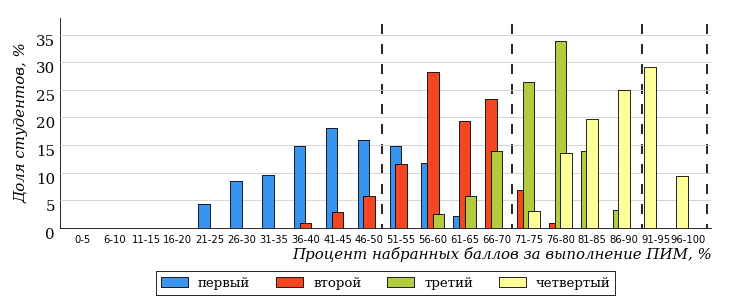 Доля студентов, %
35
30
25
20
15
10
5
0
0-5 6-10 11-15 16-20 21-25 26-30 31-35 36-40 41-45 46-50 51-55 56-60 61-65 66-70 71-75 76-80 81-85 86-90 91-95 96-100
Процент набранных баллов за выполнение ПИМ, %
первый второй третий четвертый